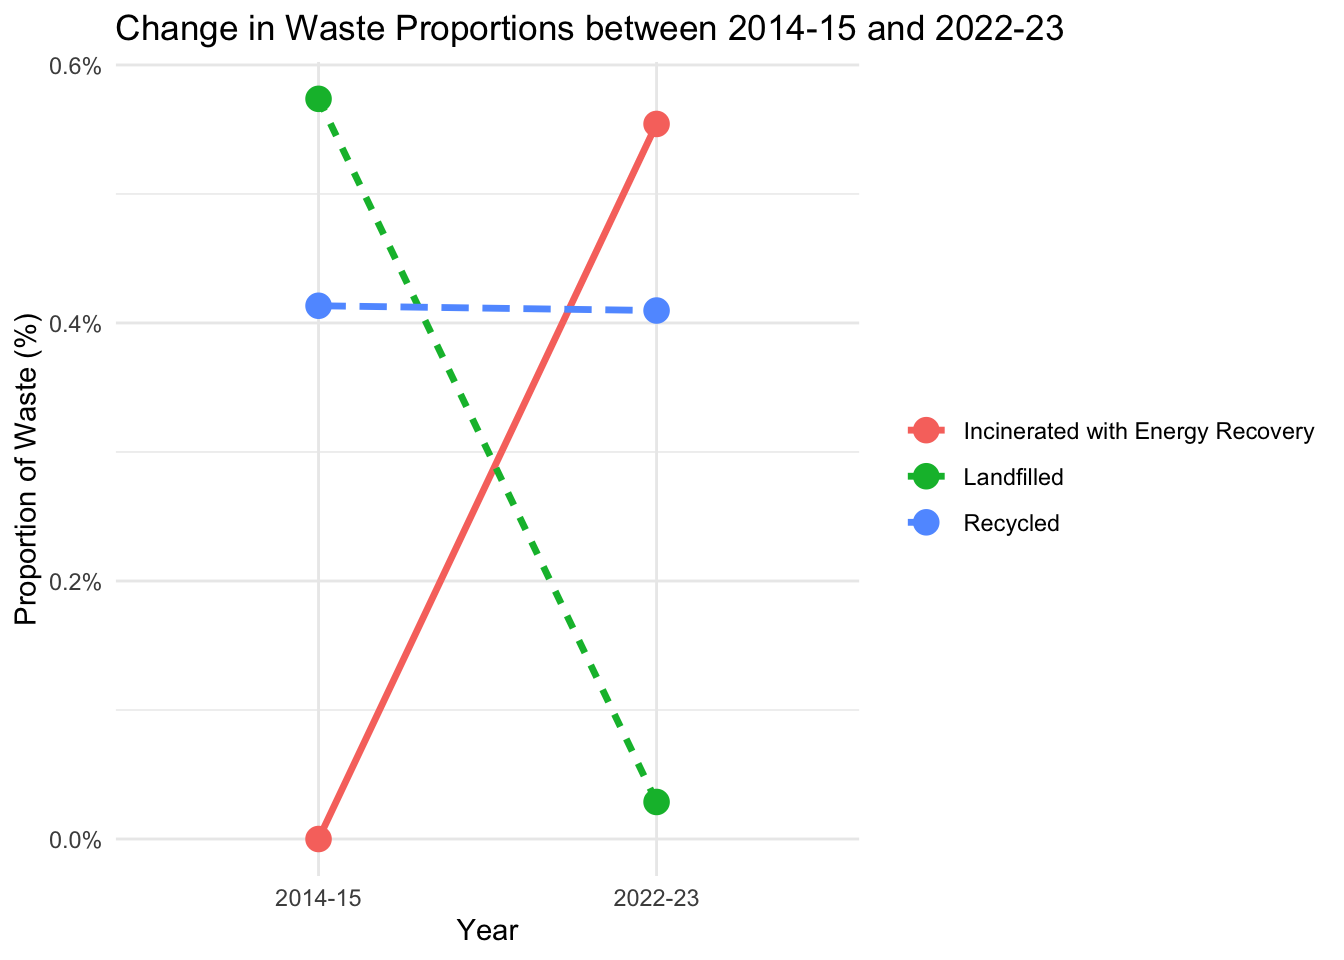 Change in Waste Proportions between 2014-15 and 2022-23
0.6%
0.4%
0.2%
0.0%
Proportion of Waste (%)
2014-15
2022-23
Year
Incinerated with Energy Recovery
Landfilled
Recycled